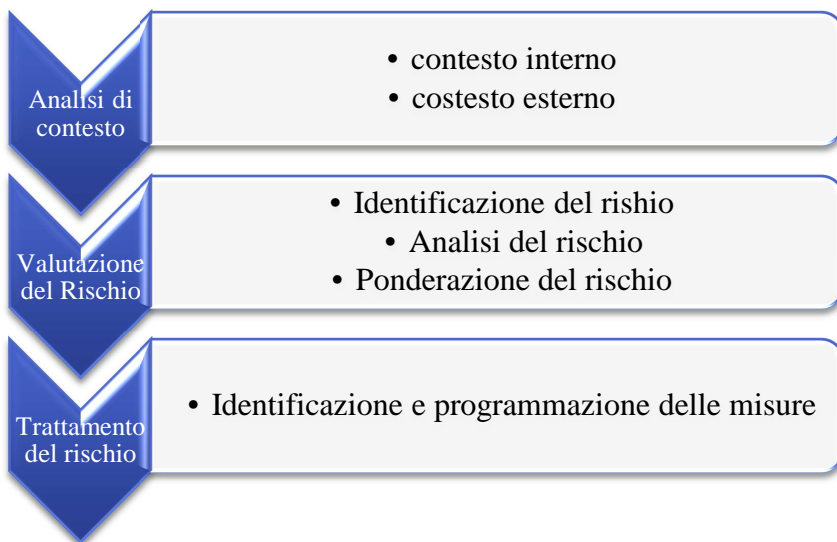 Analisi di
contesto
• contesto interno
• costesto esterno
Valutazione
del Rischio
• Identificazione del rishio
• Analisi del rischio
• Ponderazione del rischio
Trattamento
del rischio
• Identificazione e programmazione delle misure